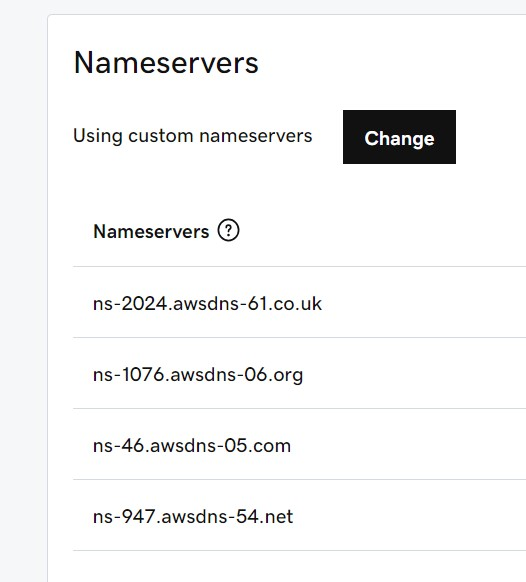 Nameservers
Using custom nameservers
Change
Nameservers ?
ns-2024.awsdns-61.co.uk
ns-1076.awsdns-06.org
ns-46.awsdns-05.com
ns-947.awsdns-54.net